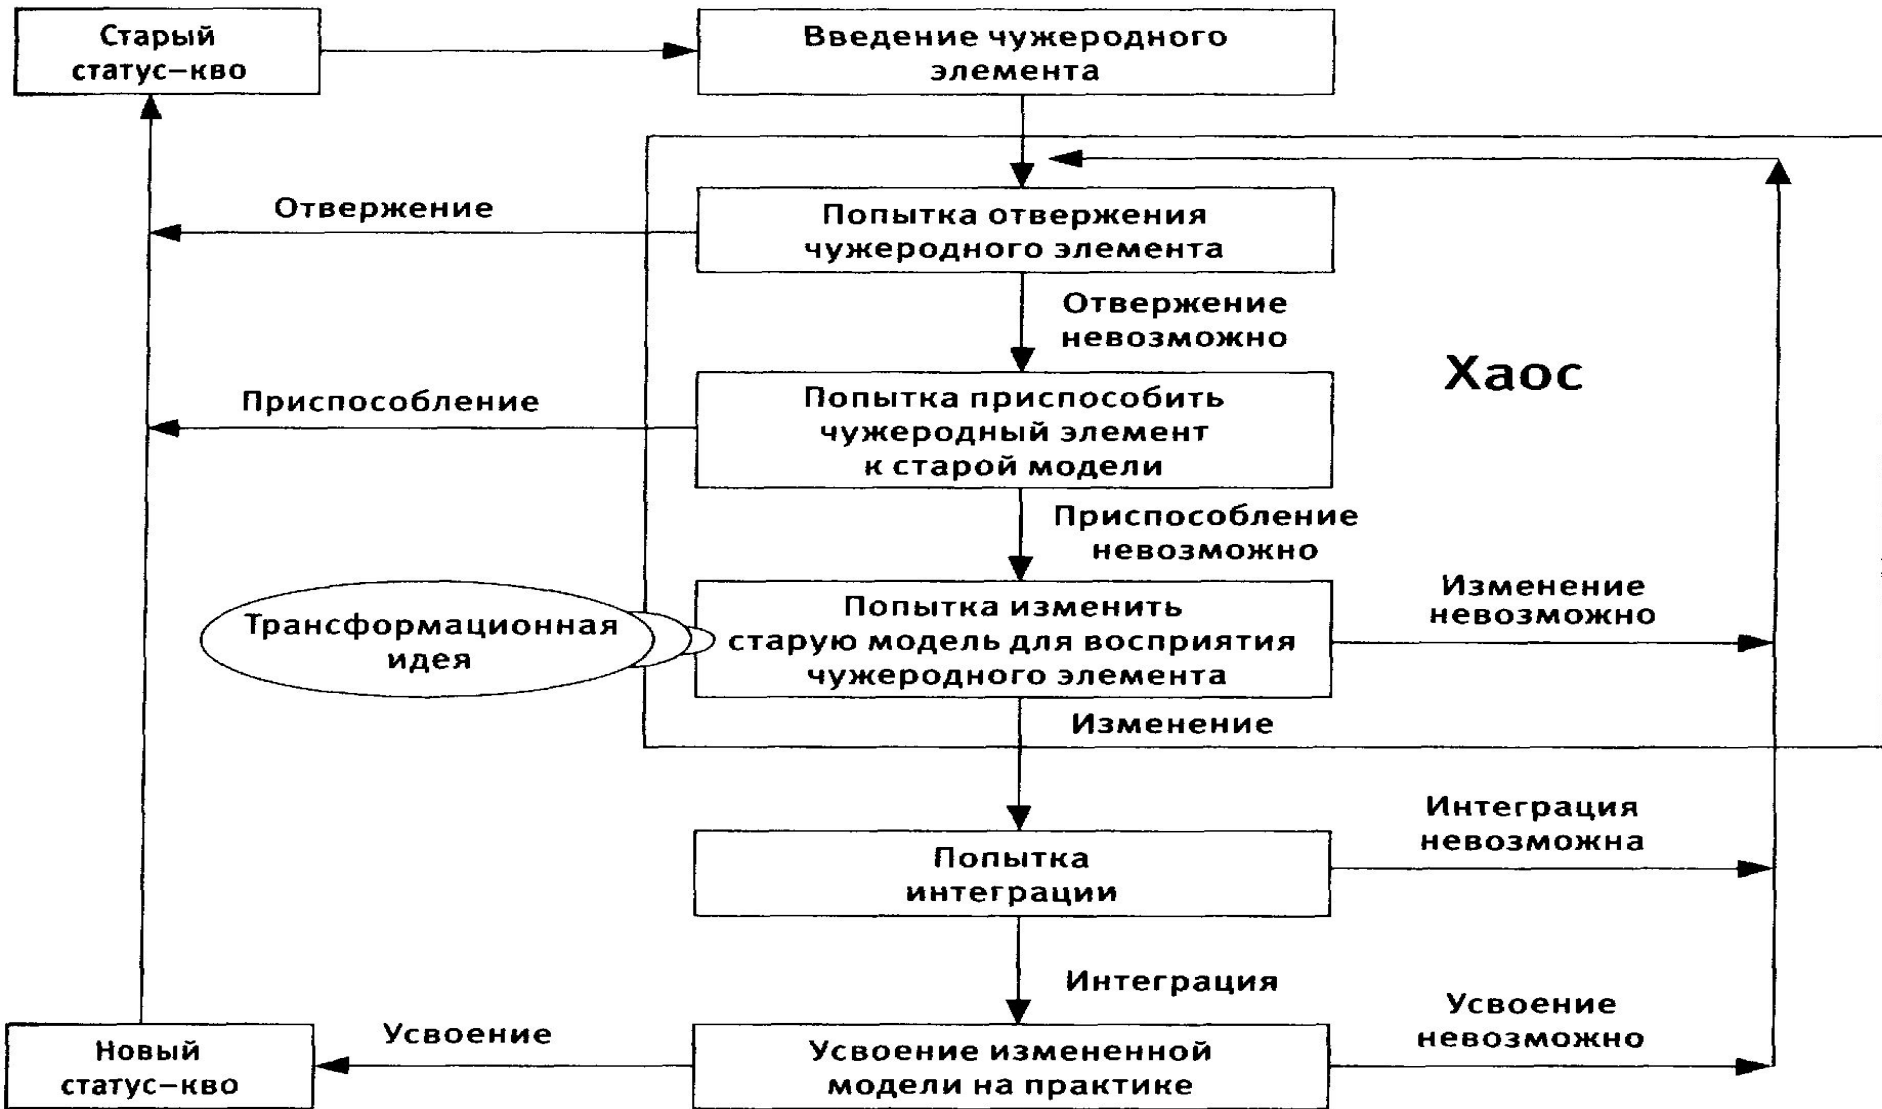 Старый
статус–кво
Введение чужеродного
элемента
Отвержение
Попытка отвержения
чужеродного элемента
Отвержение
невозможно
Хаос
Приспособление
Попытка приспособить
чужеродный элемент
к старой модели
Приспособление
невозможно
Трансформационная
идея
Попытка изменить
старую модель для восприятия
чужеродного элемента
Изменение
невозможно
Изменение
Попытка
интеграции
Интеграция
невозможна
Интеграция
Новый
статус–кво
Усвоение
Усвоение измененной
модели на практике
Усвоение
невозможно